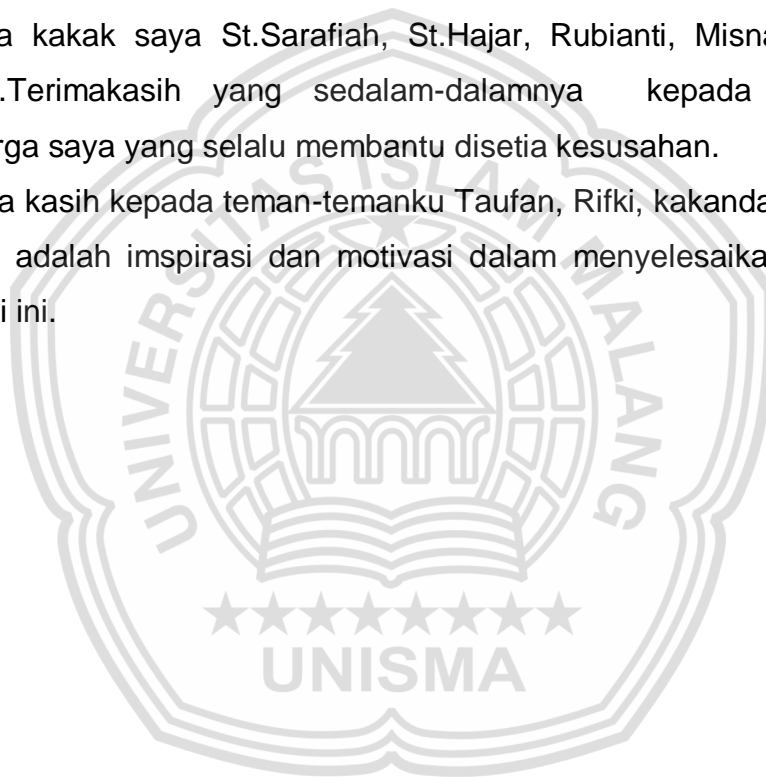 a kakak saya St.Sarafiah, St.Hajar, Rubianti, Misna
.Terimakasih yang sedalam-dalamnya kepada
rga saya yang selalu membantu disetia kesusahan.
a kasih kepada teman-temanku Taufan, Rifki, kakanda
adalah imspirasi dan motivasi dalam menyelesaika
i ini.
UNIVERSITAS ISLAM MALANG
UNISMA